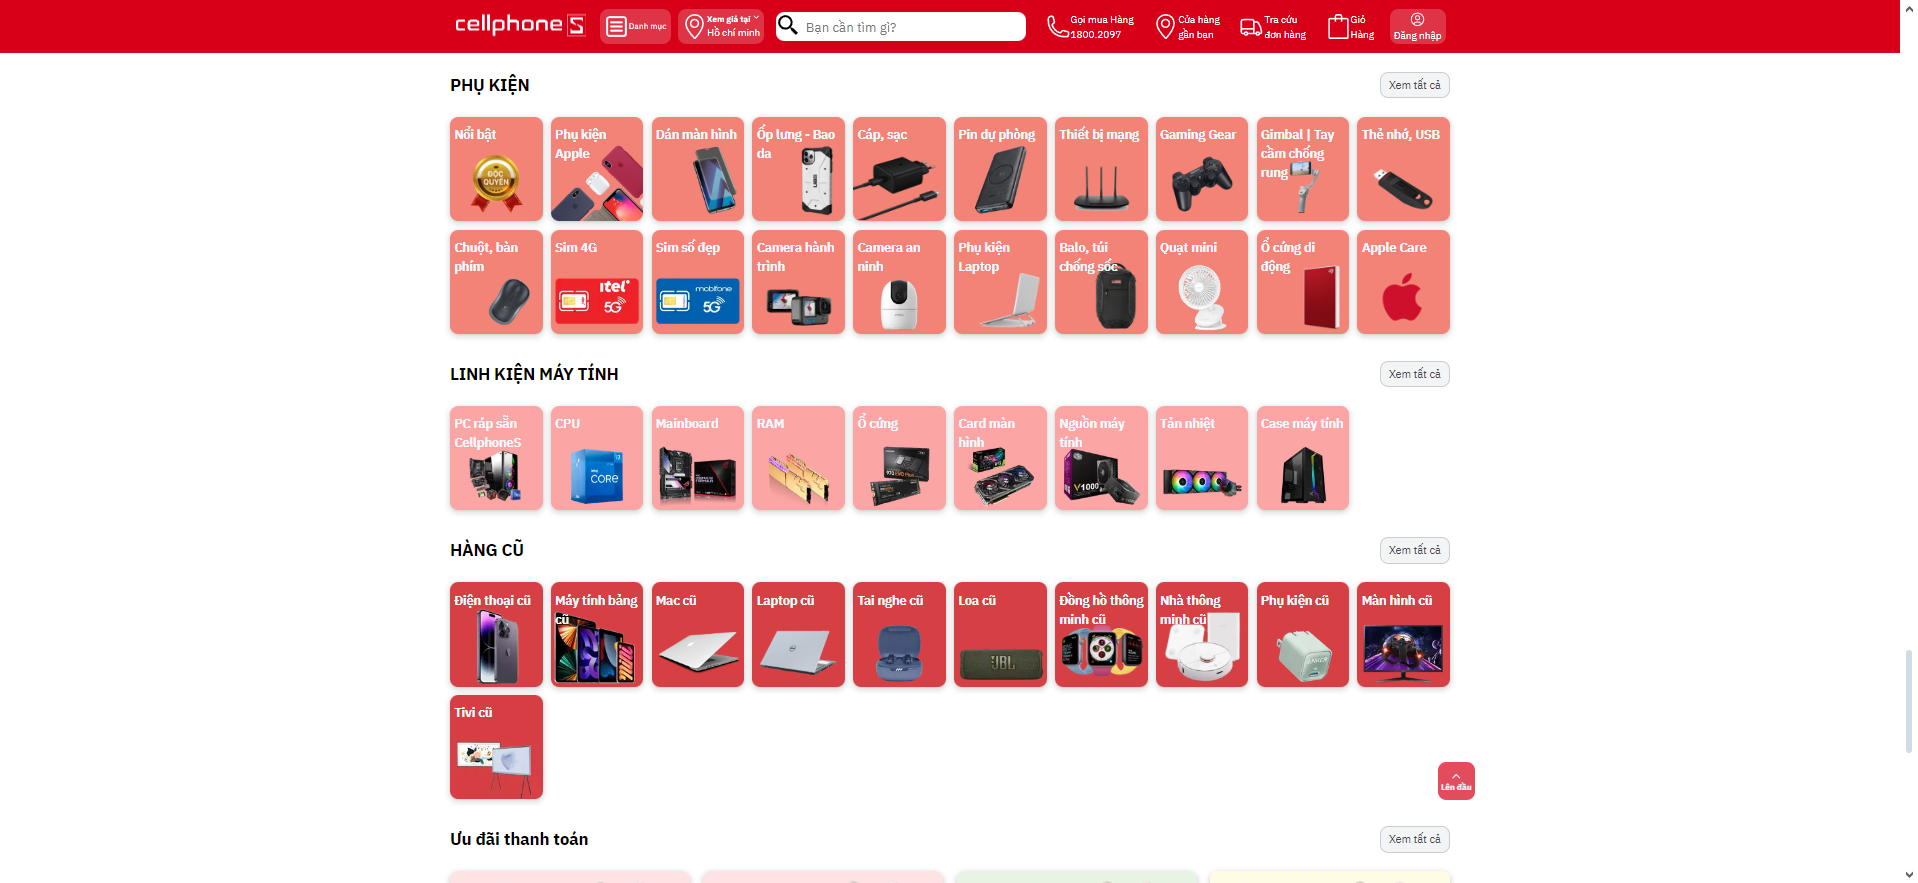 cellphoneS
Danh mục
Xem giá tại
Hồ chí minh
Bạn cần tìm gì?
Gọi mua Hàng
1800.2097
Cửa hàng
gần bạn
Tra cứu
đơn hàng
Giỏ
Hàng
Đăng nhập
PHỤ KIỆN
Xem tất cả
Nổi bật
ĐỘC
QUYỀN
Phụ kiện
Apple
Dán màn hình
Ốp lưng - Bao
da
Cáp, sạc
Pin dự phòng
Thiết bị mạng
Gaming Gear
Gimbal | Tay
cầm chống
rung
Thẻ nhớ, USB
Chuột, bàn
phím
Sim 4G
itel
5G
Sim số đẹp
mobifone
5G
Camera hành
trình
Camera an
ninh
Phụ kiện
Laptop
Balo, túi
chống sốc
Quạt mini
Ổ cứng di
động
Apple Care
LINH KIỆN MÁY TÍNH
Xem tất cả
PC ráp sẵn
CellphoneS
CPU
intel
CORE
Mainboard
RAM
Ổ cứng
Card màn
hình
Nguồn máy
tính
V1000
Tản nhiệt
Case máy tính
HÀNG CŨ
Xem tất cả
Điện thoại cũ
Máy tính bảng
cũ
Mac cũ
Laptop cũ
DELL
Tai nghe cũ
Loa cũ
JBL
Đồng hồ thông
minh cũ
Nhà thông
minh cũ
Phụ kiện cũ
ANKER
Màn hình cũ
Tivi cũ
Lên đầu
Ưu đãi thanh toán
Xem tất cả